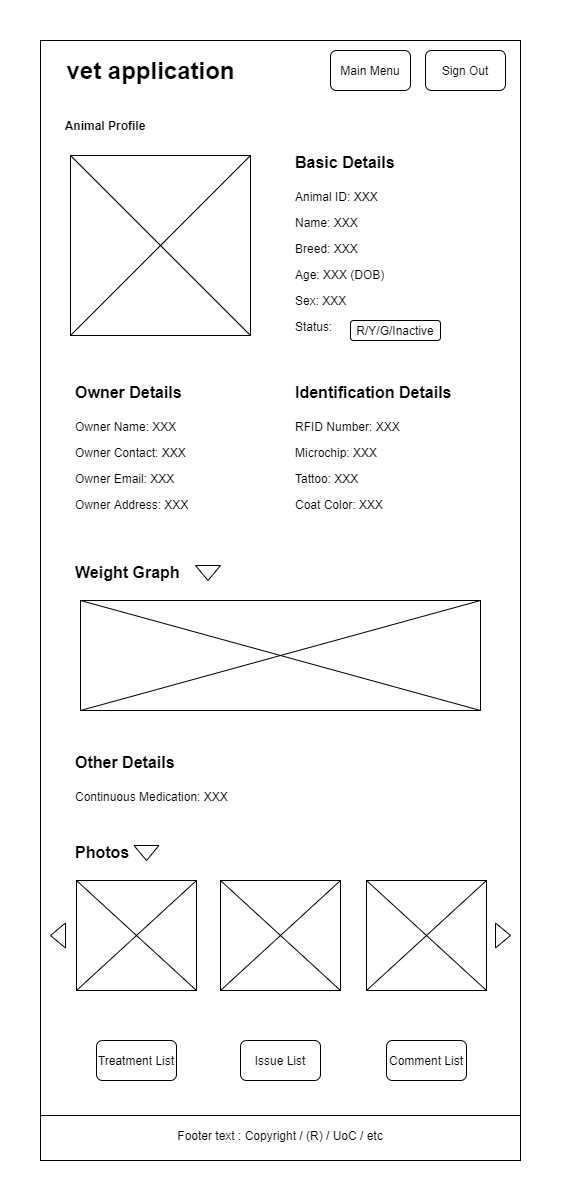 vet application
Main Menu
Sign Out
Animal Profile
Basic Details
Animal ID: XXX
Name: XXX
Breed: XXX
Age: XXX (DOB)
Sex: XXX
Status:
R/Y/G/Inactive
Owner Details
Owner Name: XXX
Owner Contact: XXX
Owner Email: XXX
Owner Address: XXX
Identification Details
RFID Number: XXX
Microchip: XXX
Tattoo: XXX
Coat Color: XXX
Weight Graph
Other Details
Continuous Medication: XXX
Photos
Treatment List
Issue List
Comment List
Footer text : Copyright / (R) / UoC / etc